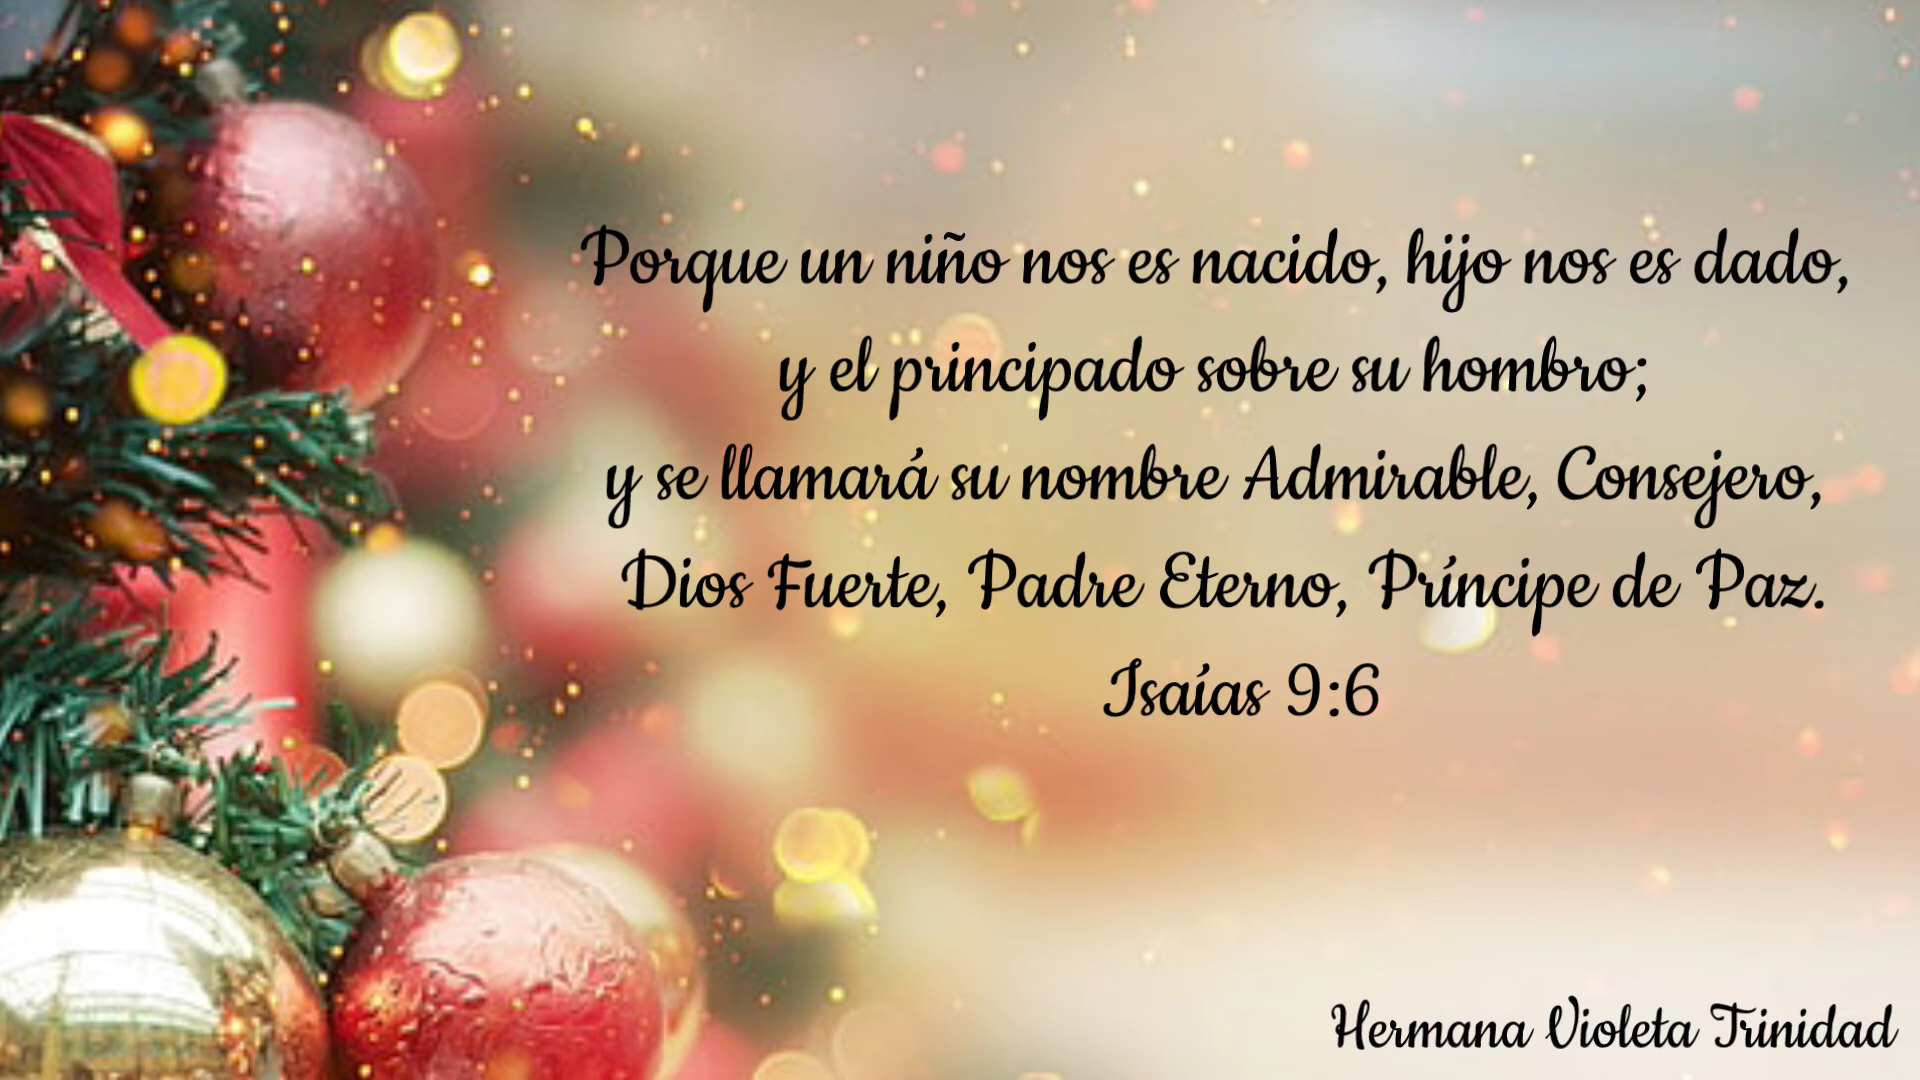 Porque un niño nos es nacido, hijo nos es dado,
y el principado sobre su hombro;
y se llamará su nombre Admirable, Consejero,
Dios Fuerte, Padre Eterno, Príncipe de Paz.
Isaías 9:6
Hermana Violeta Trinidad